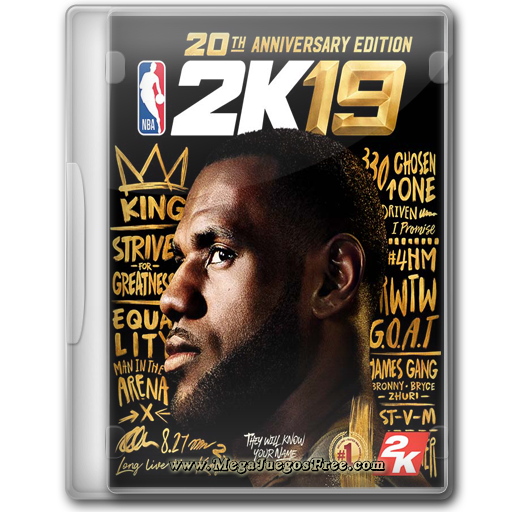 20TH ANNIVERSARY EDITION
NBA
2K19
KING
STRIVE
FOR
GREATNESS
EQUA
LITY
MAN IN THE
ARENA
8.27
Long live
330 CHOSEN
ONE
DRIVEN
I Promise
#4HM
RWTW
G.O.A.T
JAMES GANG
BRONNY - BRYCE
- ZHURI -
ST-V-M
THEY WILL KNOW
YOUR NAME
#1
2K
www.MegaJuegosFree.com